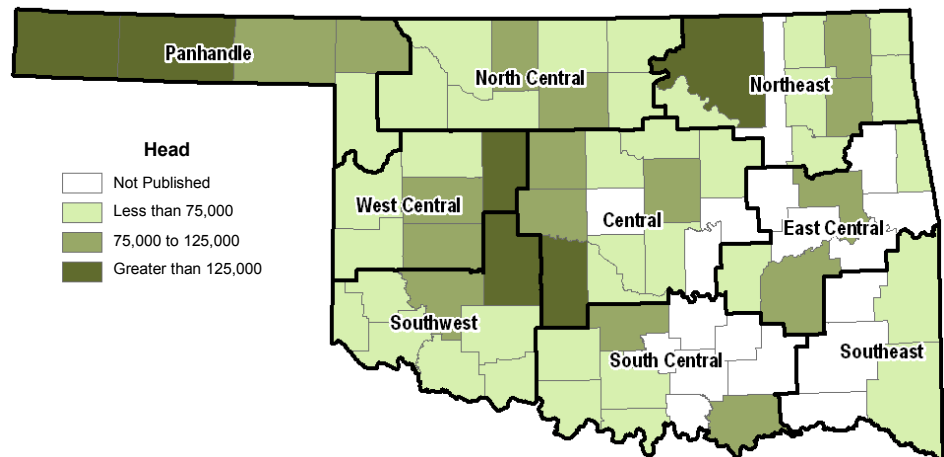 Panhandle
North Central
Northeast
Head
Not Published
Less than 75,000
75,000 to 125,000
Greater than 125,000
West Central
Central
East Central
Southwest
South Central
Southeast